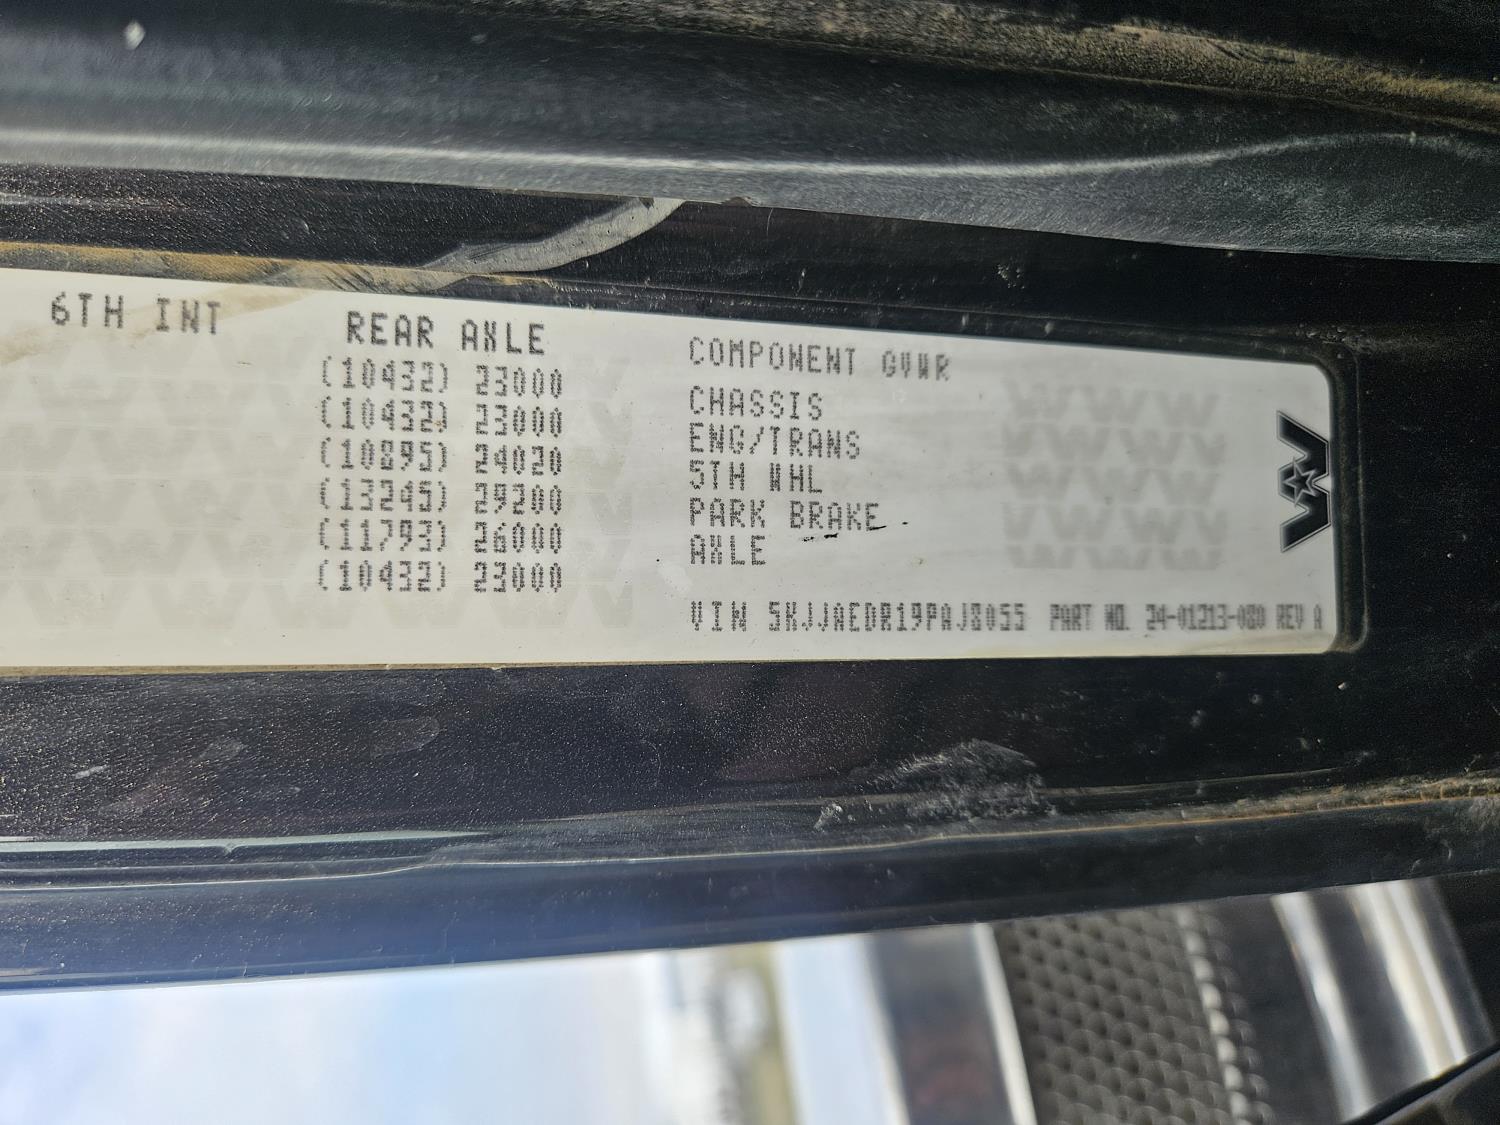 6TH INT
REAR AXLE
(10432) 23000
(10432) 23000
(10895) 24020
(13245) 29200
(11793) 26000
(10432) 23000
COMPONENT GVWR
CHASSIS
ENG/TRANS
5TH WHL
PARK BRAKE
AXLE
VIN 5KJJAEDR19PAJ8055 PART NO. 24-01213-080 REV A